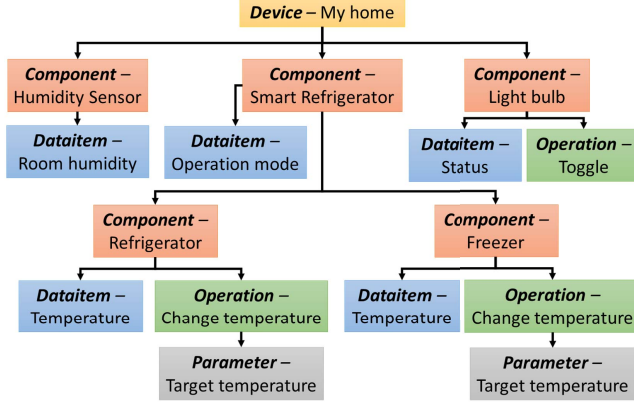 Device – My home
Component –
Humidity Sensor
Component –
Smart Refrigerator
Component –
Light bulb
Dataitem –
Room humidity
Dataitem –
Operation mode
Dataitem –
Status
Operation –
Toggle
Component –
Refrigerator
Component –
Freezer
Dataitem –
Temperature
Operation –
Change temperature
Dataitem –
Temperature
Operation –
Change temperature
Parameter –
Target temperature
Parameter –
Target temperature